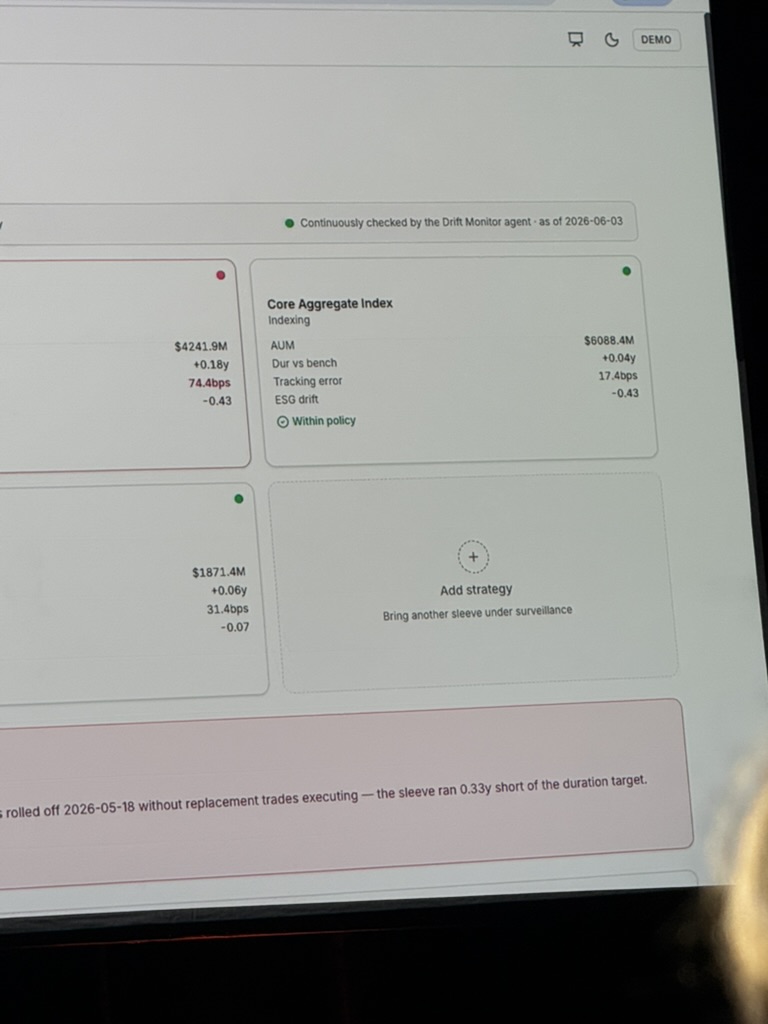 DEMO
Continuously checked by the Drift Monitor agent · as of 2026-06-03
$4241.9M
+0.18y
74.4bps
-0.43
Core Aggregate Index
Indexing
AUM $6088.4M
Dur vs bench +0.04y
Tracking error 17.4bps
ESG drift -0.43
Within policy
$1871.4M
+0.06y
31.4bps
-0.07
+
Add strategy
Bring another sleeve under surveillance
rolled off 2026-05-18 without replacement trades executing — the sleeve ran 0.33y short of the duration target.